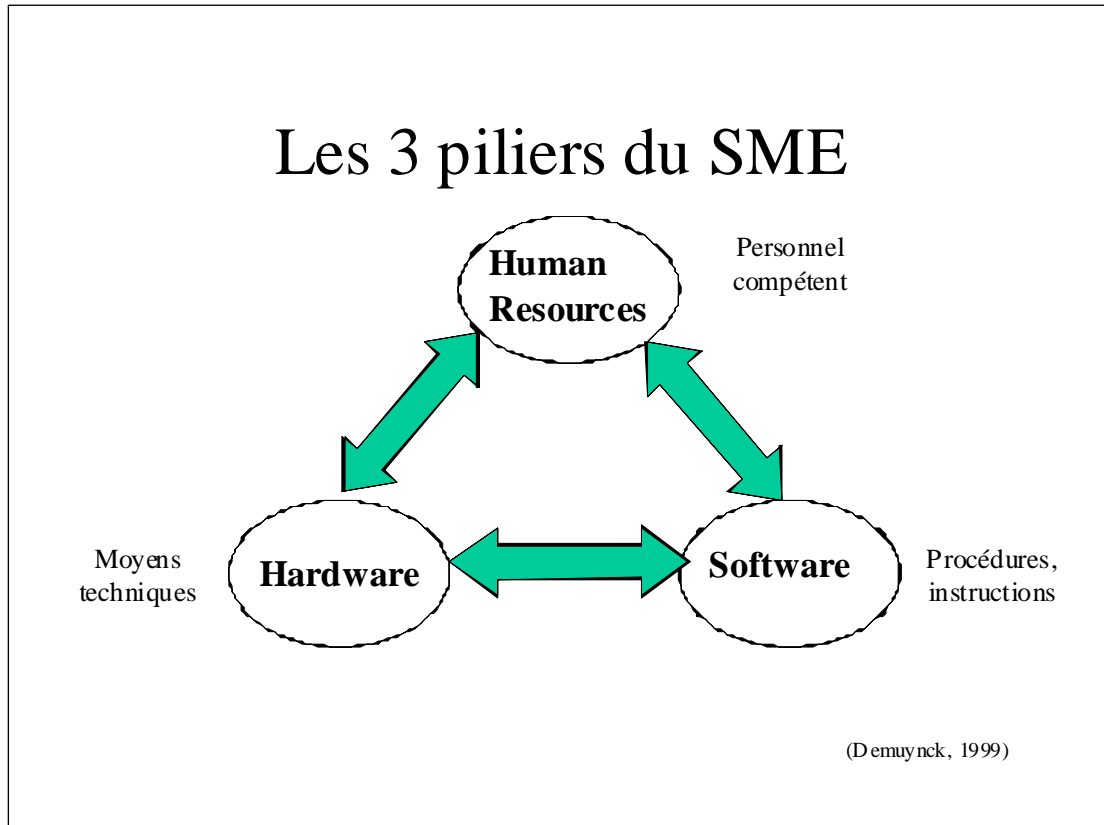 Les 3 piliers du SME
Human
Resources
Personnel
compétent
Moyens
techniques
Hardware
Software
Procédures,
instructions
(Demuynck, 1999)